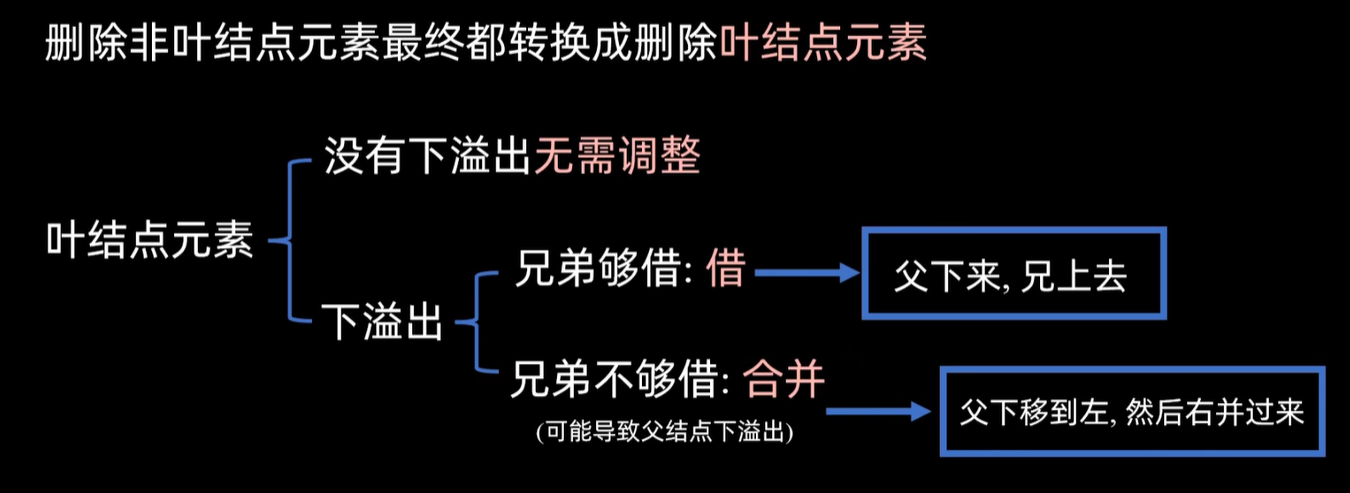 删除非叶结点元素最终都转换成删除叶结点元素
没有下溢出无需调整
叶结点元素
兄弟够借: 借
父下来, 兄上去
下溢出
兄弟不够借: 合并
(可能导致父结点下溢出)
父下移到左, 然后右并过来